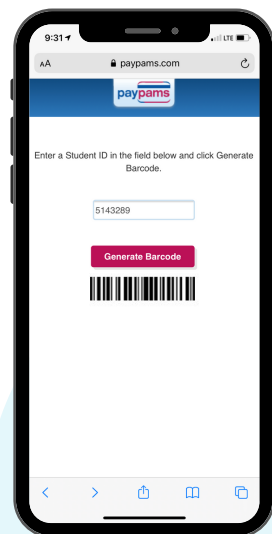 9:31
LTE
AA
paypams.com
paypams
Enter a Student ID in the field below and click Generate
Barcode.
5143289
Generate Barcode